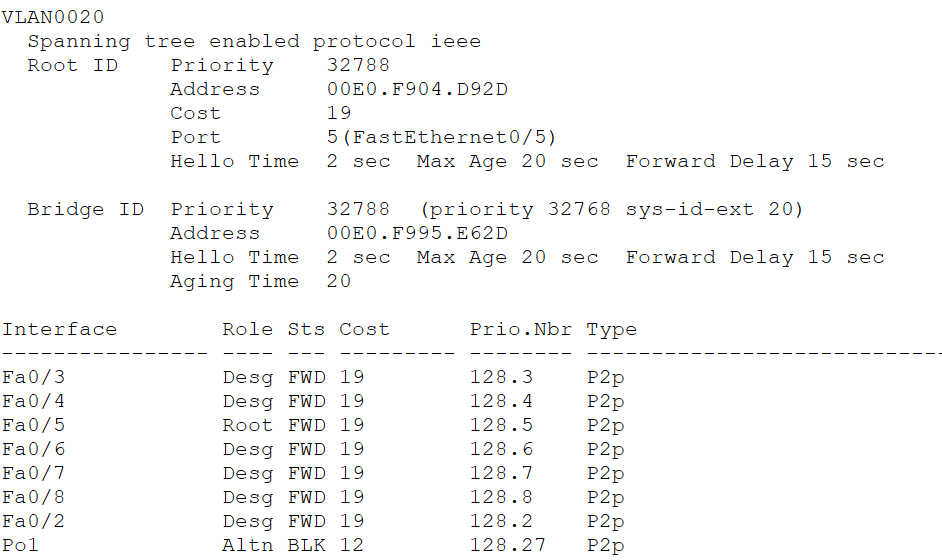 VLAN0020
  Spanning tree enabled protocol ieee
  Root ID    Priority    32788
             Address     00E0.F904.D92D
             Cost        19
             Port        5(FastEthernet0/5)
             Hello Time  2 sec  Max Age 20 sec  Forward Delay 15 sec

  Bridge ID  Priority    32788  (priority 32768 sys-id-ext 20)
             Address     00E0.F995.E62D
             Hello Time  2 sec  Max Age 20 sec  Forward Delay 15 sec
             Aging Time  20

Interface        Role Sts Cost      Prio.Nbr Type
---------------- ---- --- --------- -------- ----------------------------
Fa0/3            Desg FWD 19        128.3    P2p
Fa0/4            Desg FWD 19        128.4    P2p
Fa0/5            Root FWD 19        128.5    P2p
Fa0/6            Desg FWD 19        128.6    P2p
Fa0/7            Desg FWD 19        128.7    P2p
Fa0/8            Desg FWD 19        128.8    P2p
Fa0/2            Desg FWD 19        128.2    P2p
Po1              Altn BLK 12        128.27   P2p